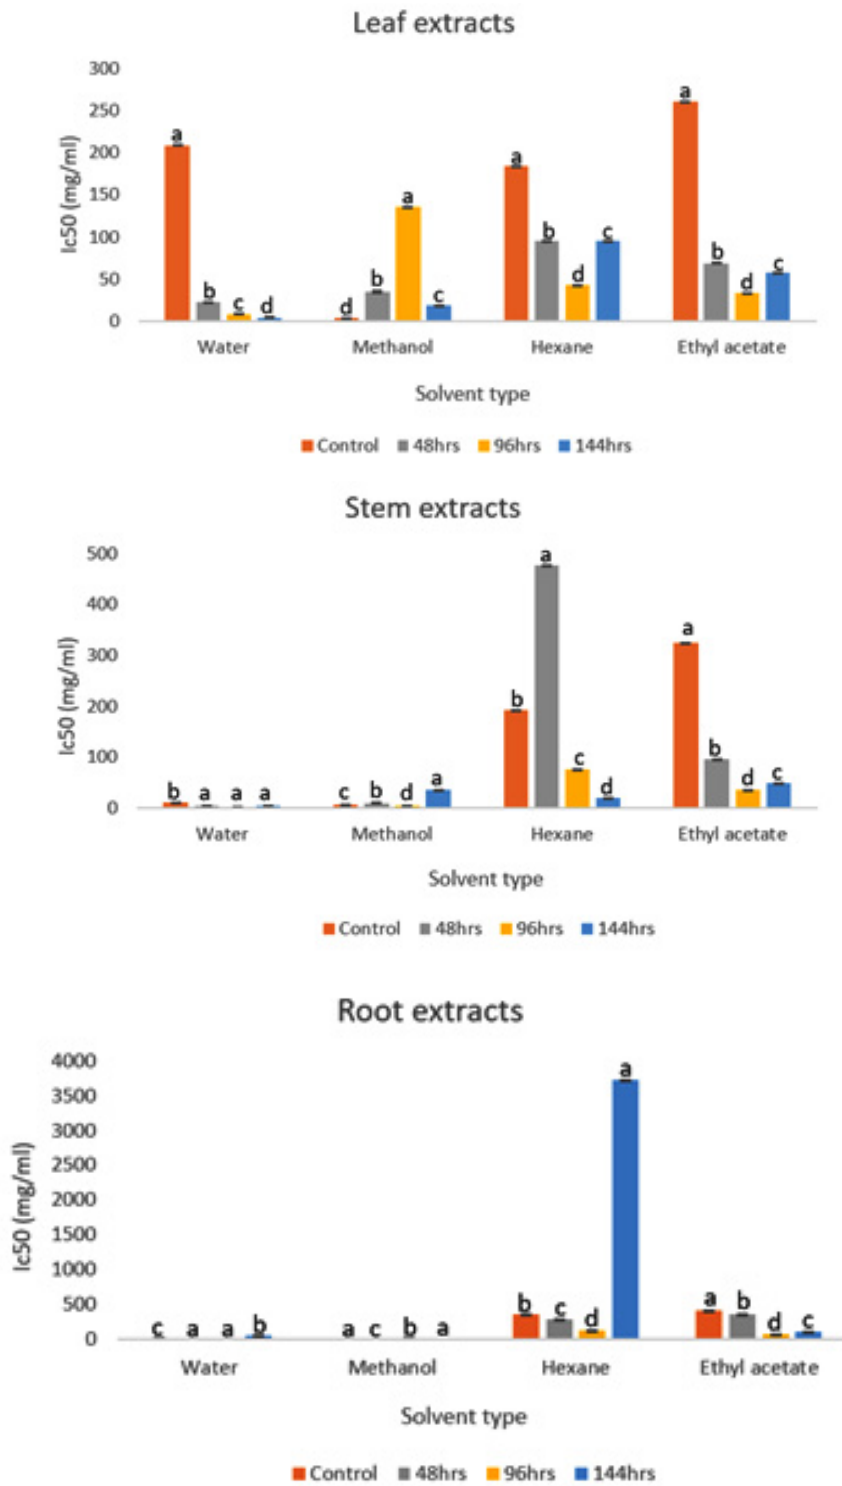 Leaf extracts
300
250
200
150
100
50
0
Ic50 (mg/ml)
a
b
c
d
d
b
a
c
a
b
d
c
a
b
d
c
Water Methanol Hexane Ethyl acetate
Solvent type
Control 48hrs 96hrs 144hrs
Stem extracts
500
400
300
200
100
0
Ic50 (mg/ml)
b
a
a
a
c
b
d
a
b
a
c
d
a
b
d
c
Water Methanol Hexane Ethyl acetate
Solvent type
Control 48hrs 96hrs 144hrs
Root extracts
4000
3500
3000
2500
2000
1500
1000
500
0
Ic50 (mg/ml)
c
a
a
b
a
c
b
a
b
c
d
a
a
b
d
c
Water Methanol Hexane Ethyl acetate
Solvent type
Control 48hrs 96hrs 144hrs